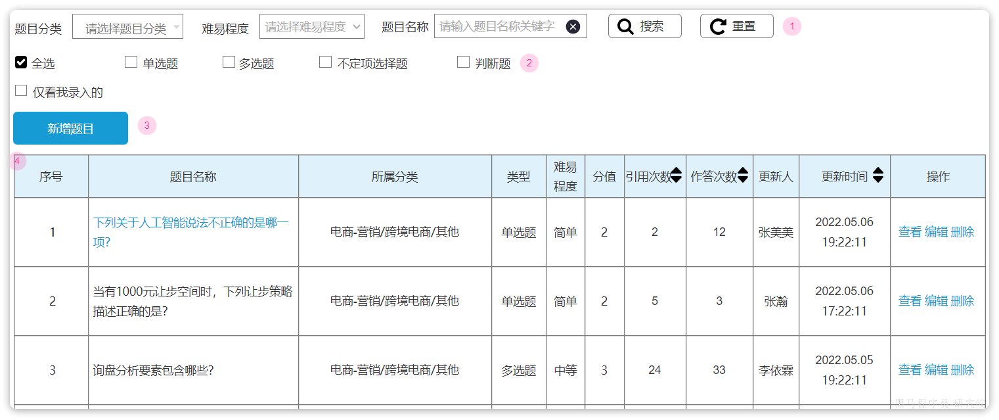 题目分类 请选择题目分类 难易程度 请选择难易程度 题目名称 请输入题目名称关键字 搜索 重置 1
全选 单选题 多选题 不定项选择题 判断题 2
仅看我录入的
新增题目 3
4
序号 题目名称 所属分类 类型 难易程度 分值 引用次数 作答次数 更新人 更新时间 操作
1 下列关于人工智能说法不正确的是哪一项? 电商-营销/跨境电商/其他 单选题 简单 2 2 12 张美美 2022.05.06 19:22:11 查看 编辑 删除
2 当有1000元让步空间时，下列让步策略描述正确的是? 电商-营销/跨境电商/其他 单选题 简单 2 5 3 张瀚 2022.05.06 17:22:11 查看 编辑 删除
3 询盘分析要素包含哪些? 电商-营销/跨境电商/其他 多选题 中等 3 24 33 李依霖 2022.05.05 19:22:11 查看 编辑 删除
黑马程序员-研究院